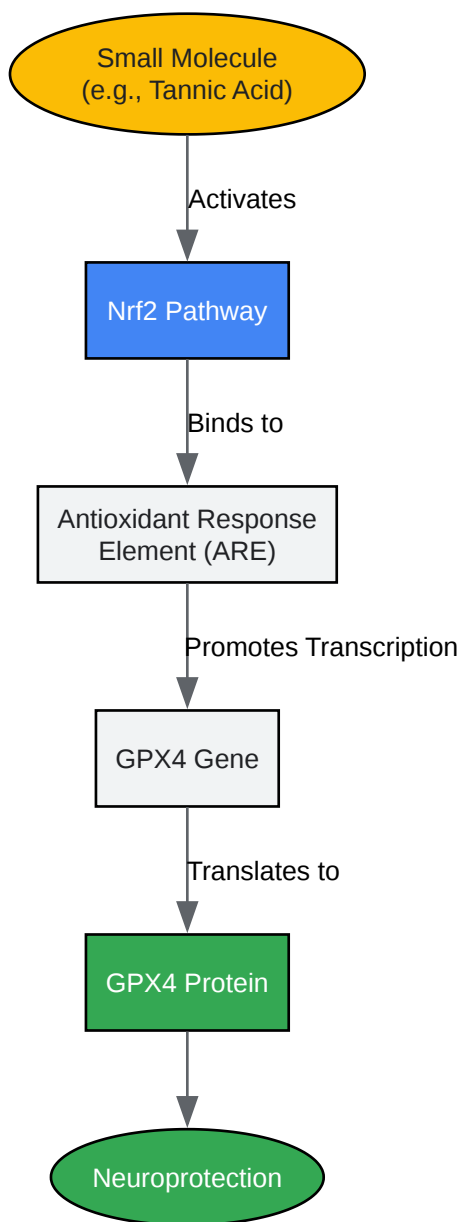 Small Molecule
(e.g., Tannic Acid)
Activates
Nrf2 Pathway
Binds to
Antioxidant Response
Element (ARE)
Promotes Transcription
GPX4 Gene
Translates to
GPX4 Protein
Neuroprotection